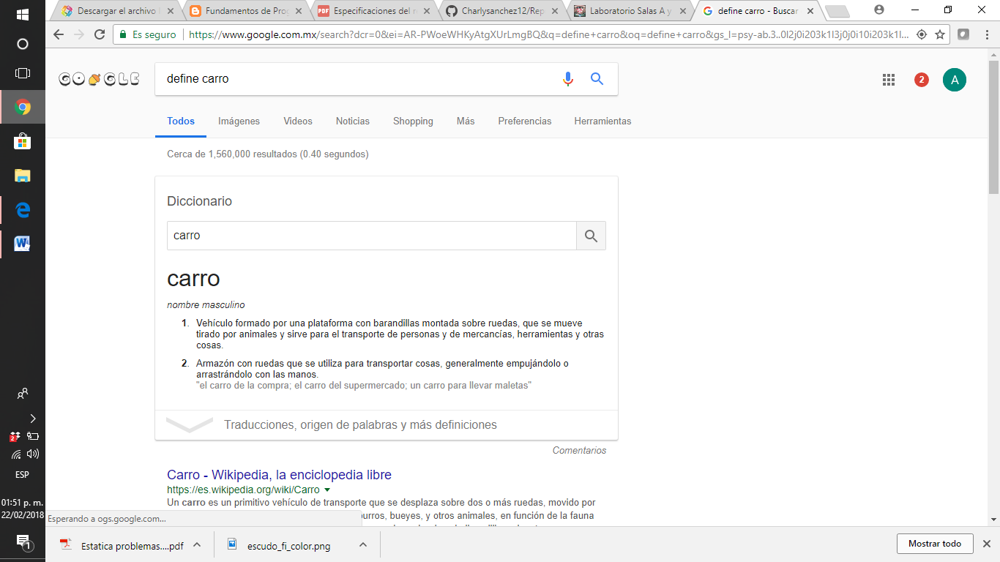 Descargar el archivo
Fundamentos de Prog
PDF Especificaciones del r
Charlysanchez12/Rep
Laboratorio Salas A y
define carro - Buscar
Es seguro https://www.google.com.mx/search?dcr=0&ei=AR-PWoeWHKyAtgXUrLmgBQ&q=define+carro&oq=define+carro&gs_l=psy-ab.3..0l2j0i203k1l3j0j0i10i203k1l...
GOOGLE
define carro
2
A
Todos Imágenes Videos Noticias Shopping Más Preferencias Herramientas
Cerca de 1,560,000 resultados (0.40 segundos)
Diccionario
carro
carro
nombre masculino
1. Vehículo formado por una plataforma con barandillas montada sobre ruedas, que se mueve
tirado por animales y sirve para el transporte de personas y de mercancías, herramientas y otras
cosas.
2. Armazón con ruedas que se utiliza para transportar cosas, generalmente empujándolo o
arrastrándolo con las manos.
"el carro de la compra; el carro del supermercado; un carro para llevar maletas"
Traducciones, origen de palabras y más definiciones
Comentarios
Carro - Wikipedia, la enciclopedia libre
https://es.wikipedia.org/wiki/Carro
Un carro es un primitivo vehículo de transporte que se desplaza sobre dos o más ruedas, movido por
burros, bueyes, y otros animales, en función de la fauna
Esperando a ogs.google.com...
Estatica problemas....pdf
escudo_fi_color.png
Mostrar todo
W
2
ESP
01:51 p. m.
22/02/2018
1